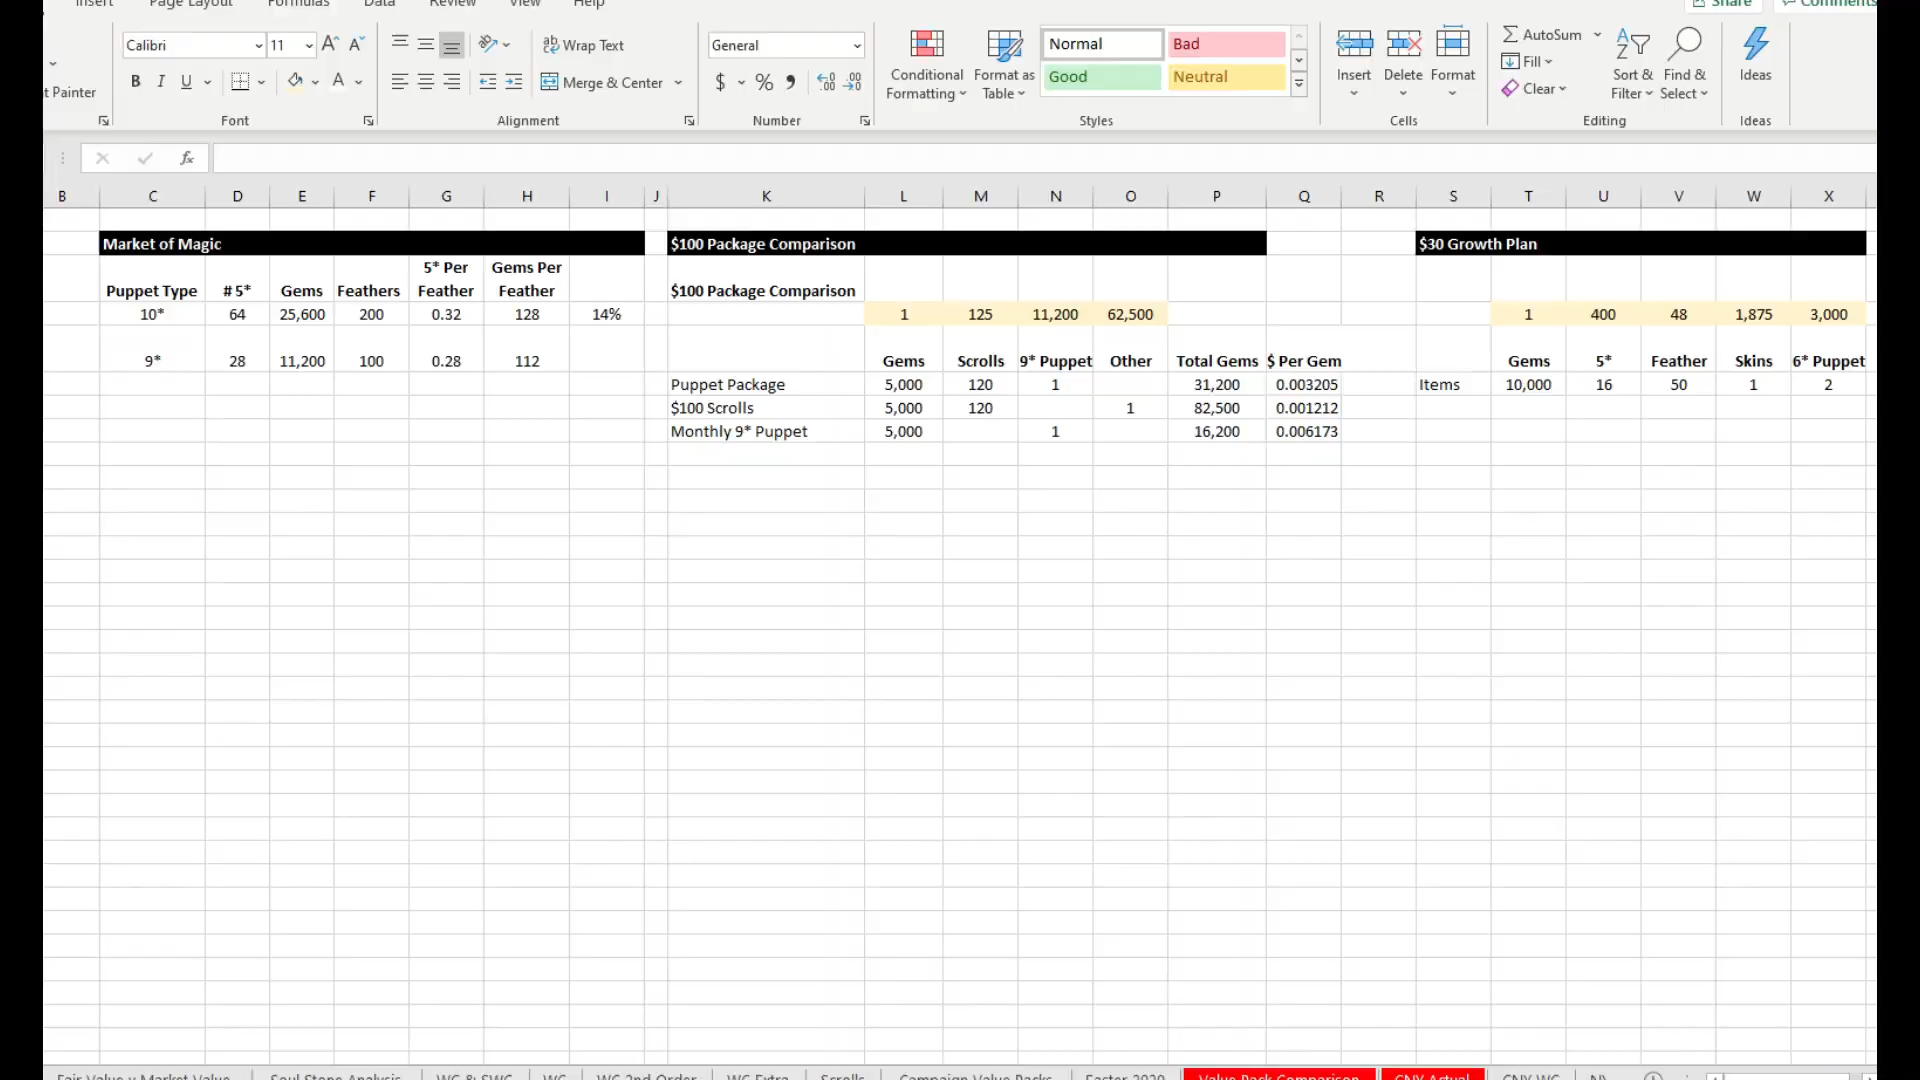 Insert Page Layout Formulas Data Review View Help Share Comments
Calibri 11 Wrap Text General Normal Bad AutoSum
Conditional Formatting Format as Table Good Neutral Insert Delete Format Fill Sort & Filter Find & Select Ideas
t Painter B I U Merge & Center $ % Clear
Font Alignment Number Styles Cells Editing Ideas
fx
B C D E F G H I J K L M N O P Q R S T U V W X
Market of Magic $100 Package Comparison $30 Growth Plan
5* Per Gems Per
Puppet Type # 5* Gems Feathers Feather Feather $100 Package Comparison
10* 64 25,600 200 0.32 128 14% 1 125 11,200 62,500 1 400 48 1,875 3,000
9* 28 11,200 100 0.28 112 Gems Scrolls 9* Puppet Other Total Gems $ Per Gem Gems 5* Feather Skins 6* Puppet
Puppet Package 5,000 120 1 31,200 0.003205 Items 10,000 16 50 1 2
$100 Scrolls 5,000 120 1 82,500 0.001212
Monthly 9* Puppet 5,000 1 16,200 0.006173
Fair Value v Market Value Soul Stone Analysis WC & SWC WC WC 2nd Order WC Extra Scrolls Campaign Value Packs Easter 2020 Value Pack Comparison CNY Actual CNY WC